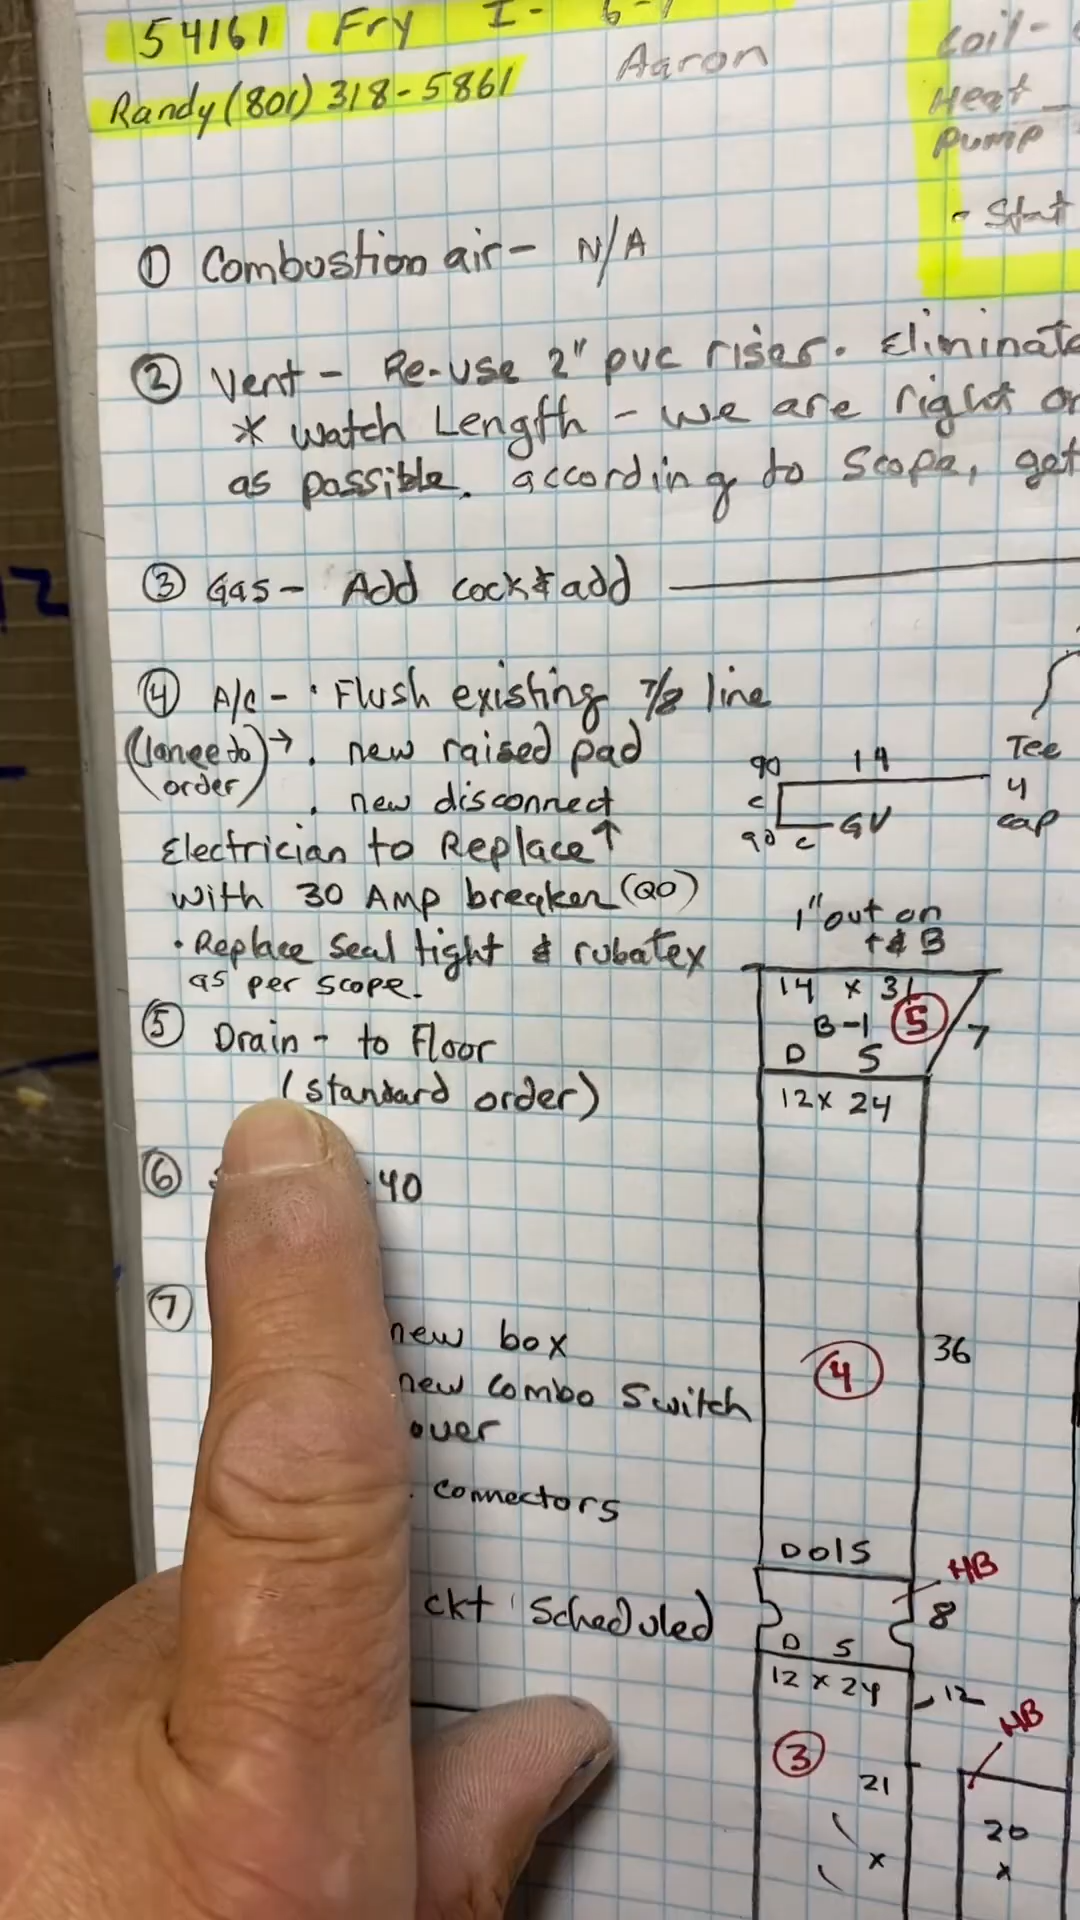 54161 Fry I-
Randy (801) 318-5861 Aaron
Coil-
Heat
Pump
- Stat
① Combustion air - N/A
② Vent - Re-use 2" pvc riser. Eliminate
* Watch Length - we are right on
as possible. according to Scope, get
③ Gas - Add cock & add
④ A/C - · Flush existing 7/8 line
→ . new raised pad
order . new disconnect
Electrician to Replace ↑
with 30 Amp breaker (QO)
· Replace seal tight & rubatex
as per scope.
⑤ Drain - to Floor
(standard order)
⑥ 40
⑦
new box
new combo Switch
over
connectors
ckt Scheduled
90 14 Tee
c 4
90 c GV cap
1" out on
t & B
14 x 31
B-1 ⑤ 7
D S
12 x 24
④ 36
DOIS
HB
8
D S
12 x 24
12
HB
③
21
x
20
x